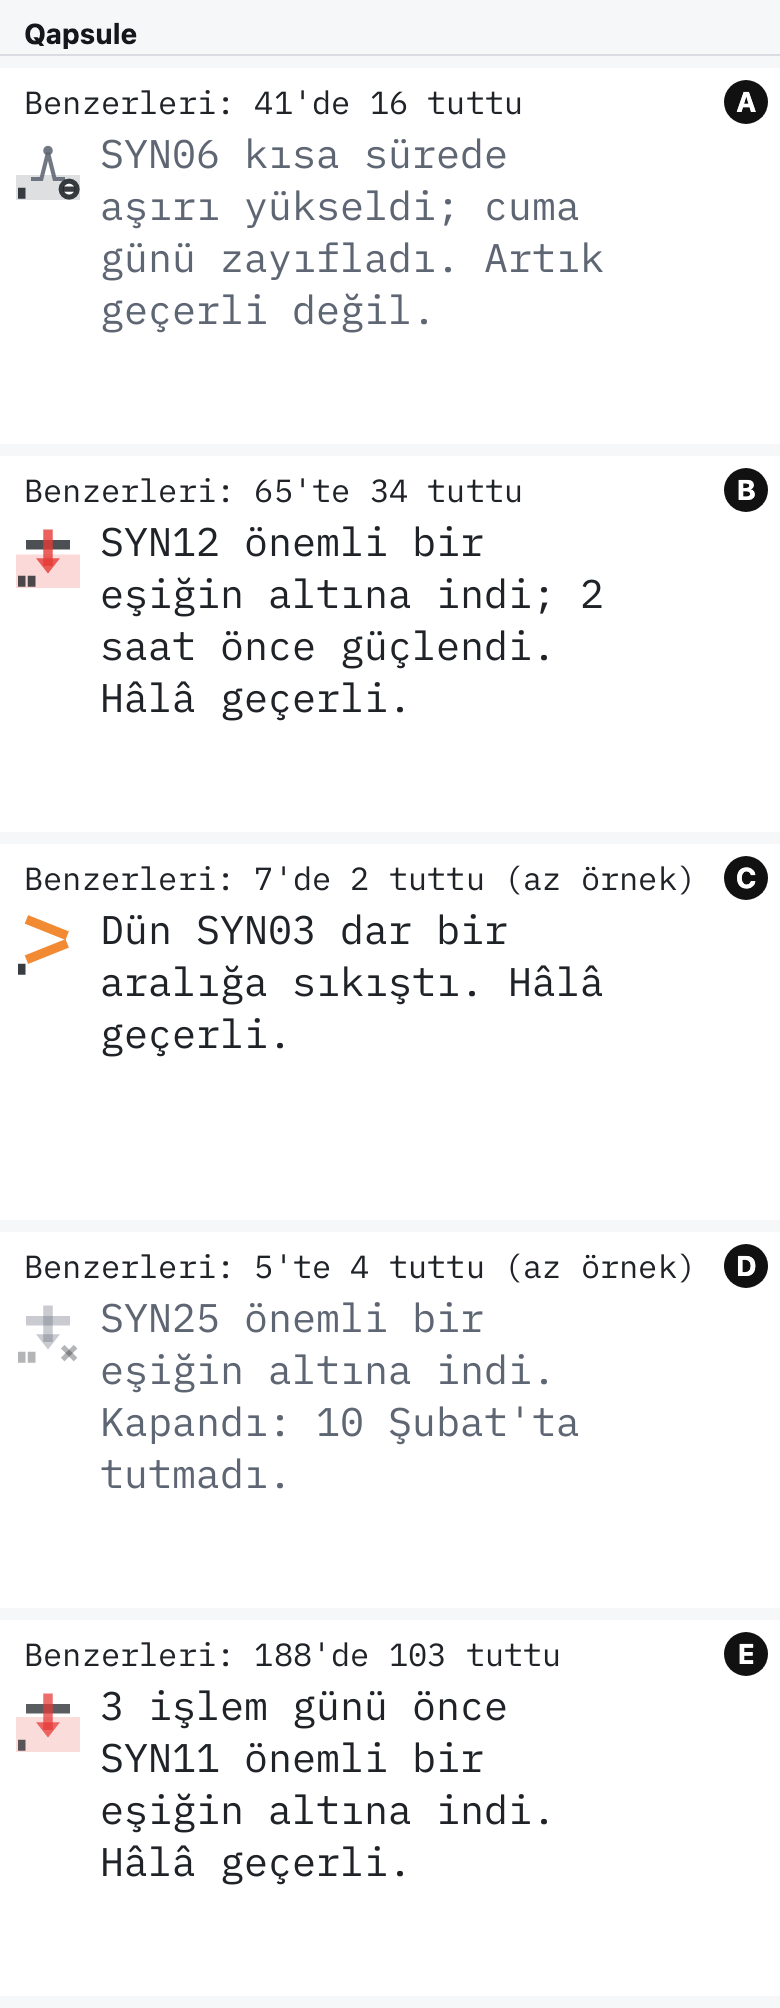 Qapsule
Benzerleri: 41'de 16 tuttu
A
SYN06 kısa sürede
aşırı yükseldi; cuma
günü zayıfladı. Artık
geçerli değil.
Benzerleri: 65'te 34 tuttu
B
SYN12 önemli bir
eşiğin altına indi; 2
saat önce güçlendi.
Hâlâ geçerli.
Benzerleri: 7'de 2 tuttu (az örnek)
C
Dün SYN03 dar bir
aralığa sıkıştı. Hâlâ
geçerli.
Benzerleri: 5'te 4 tuttu (az örnek)
D
SYN25 önemli bir
eşiğin altına indi.
Kapandı: 10 Şubat'ta
tutmadı.
Benzerleri: 188'de 103 tuttu
E
3 işlem günü önce
SYN11 önemli bir
eşiğin altına indi.
Hâlâ geçerli.